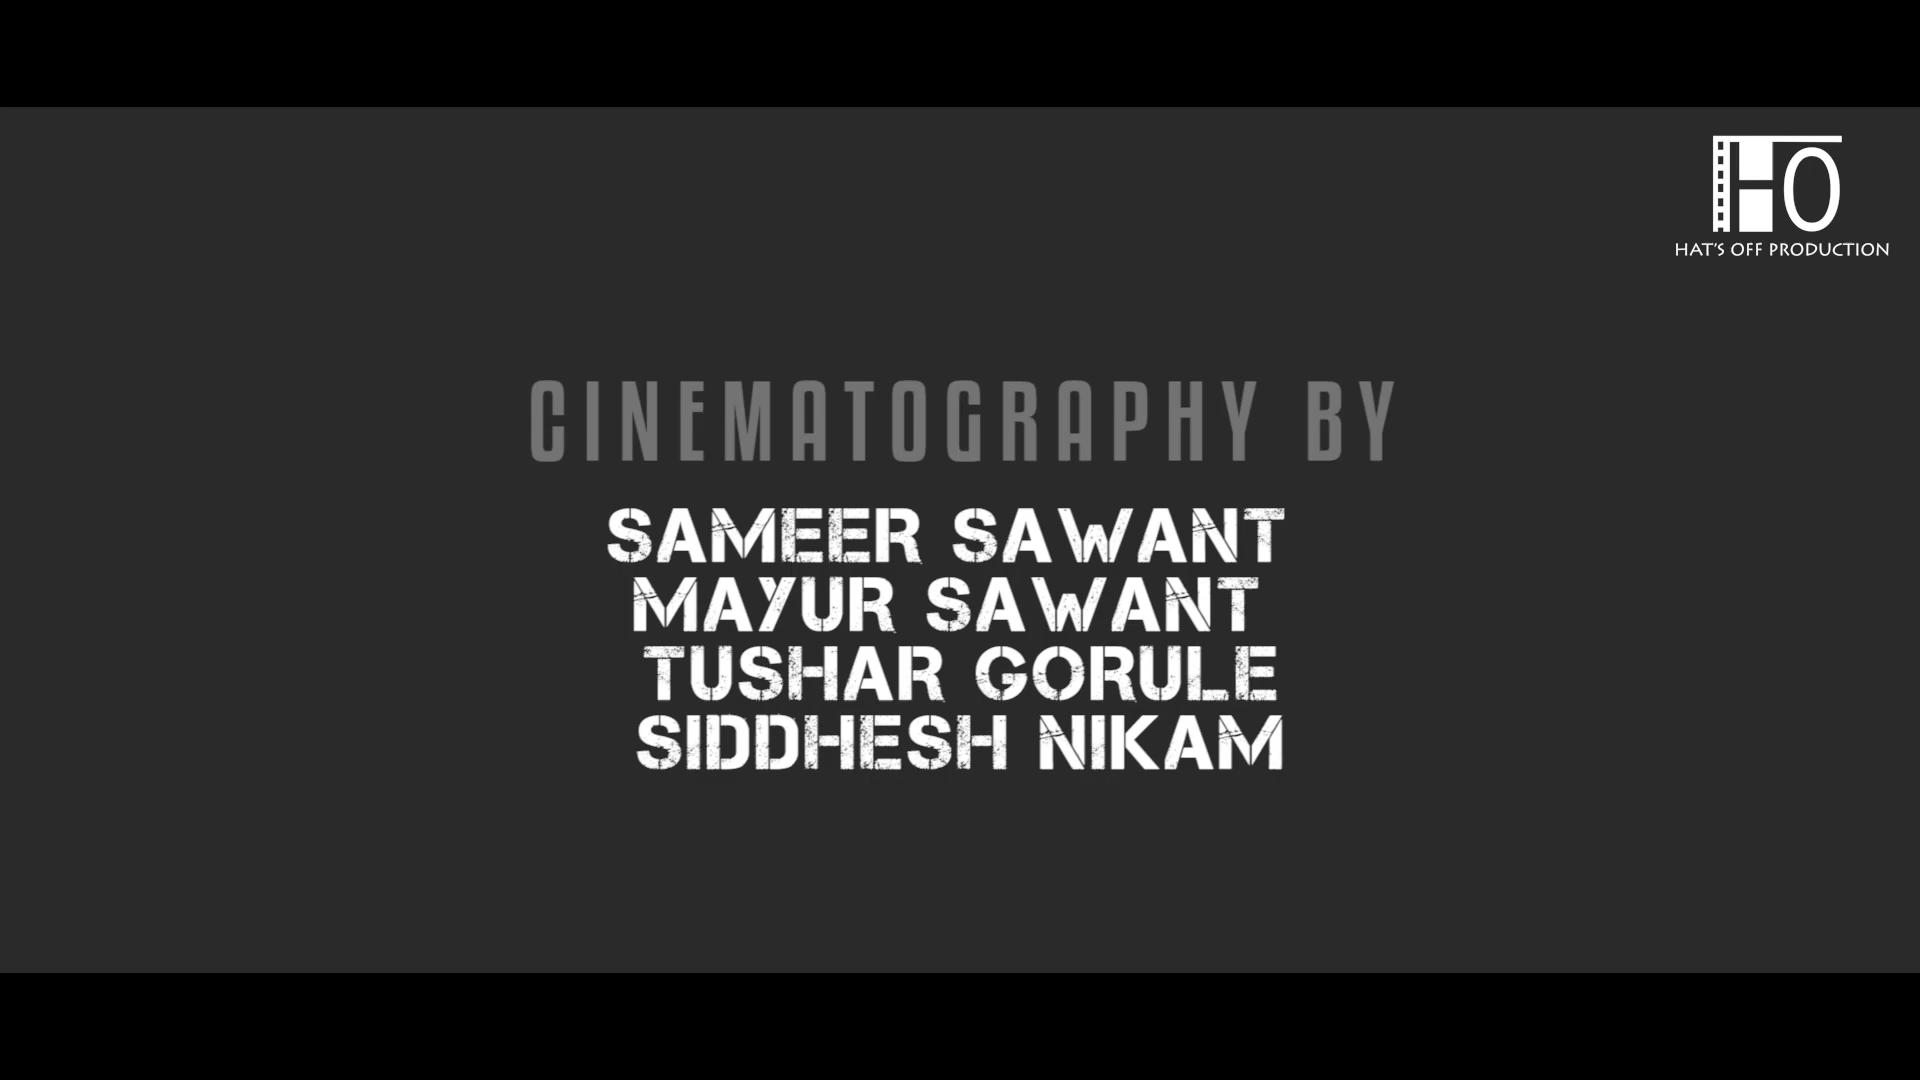 HO
HAT'S OFF PRODUCTION
CINEMATOGRAPHY BY
SAMEER SAWANT
MAYUR SAWANT
TUSHAR GORULE
SIDDHESH NIKAM